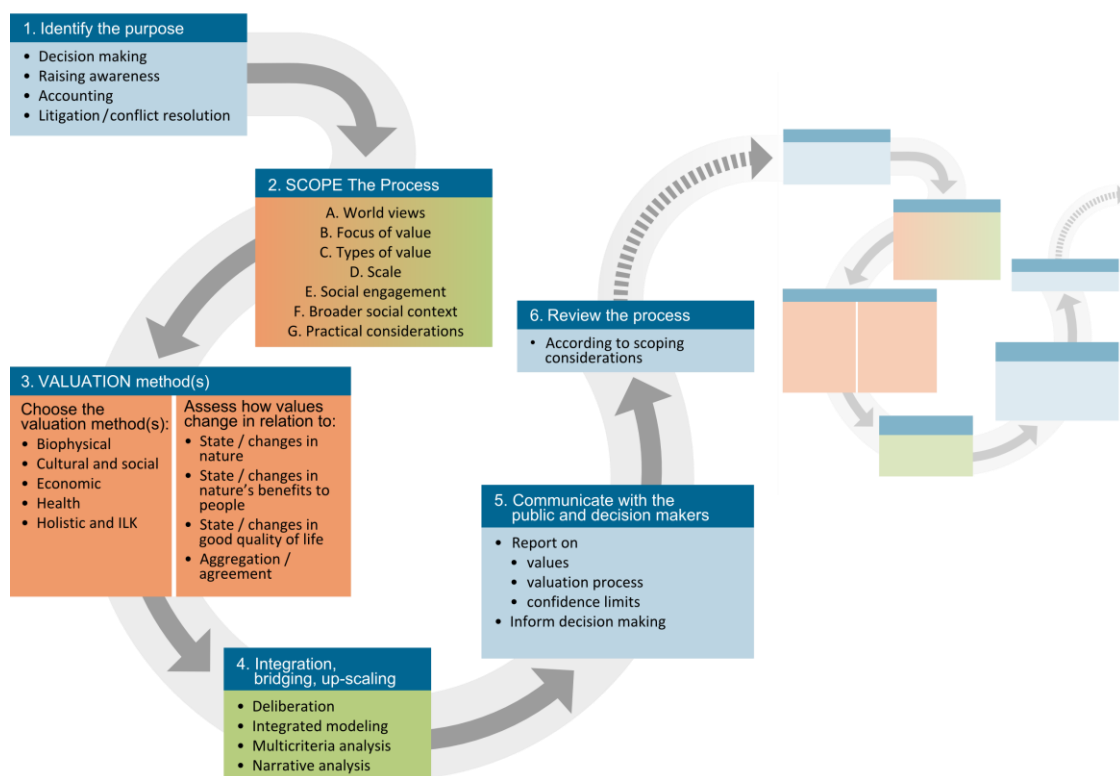 1. Identify the purpose
• Decision making
• Raising awareness
• Accounting
• Litigation/conflict resolution
2. SCOPE The Process
A. World views
B. Focus of value
C. Types of value
D. Scale
E. Social engagement
F. Broader social context
G. Practical considerations
3. VALUATION method(s)
Choose the
valuation method(s):
• Biophysical
• Cultural and social
• Economic
• Health
• Holistic and ILK
Assess how values
change in relation to:
• State / changes in
nature
• State / changes in
nature's benefits to
people
• State / changes in
good quality of life
• Aggregation /
agreement
4. Integration,
bridging, up-scaling
• Deliberation
• Integrated modeling
• Multicriteria analysis
• Narrative analysis
5. Communicate with the
public and decision makers
• Report on
• values
• valuation process
• confidence limits
• Inform decision making
6. Review the process
• According to scoping
considerations